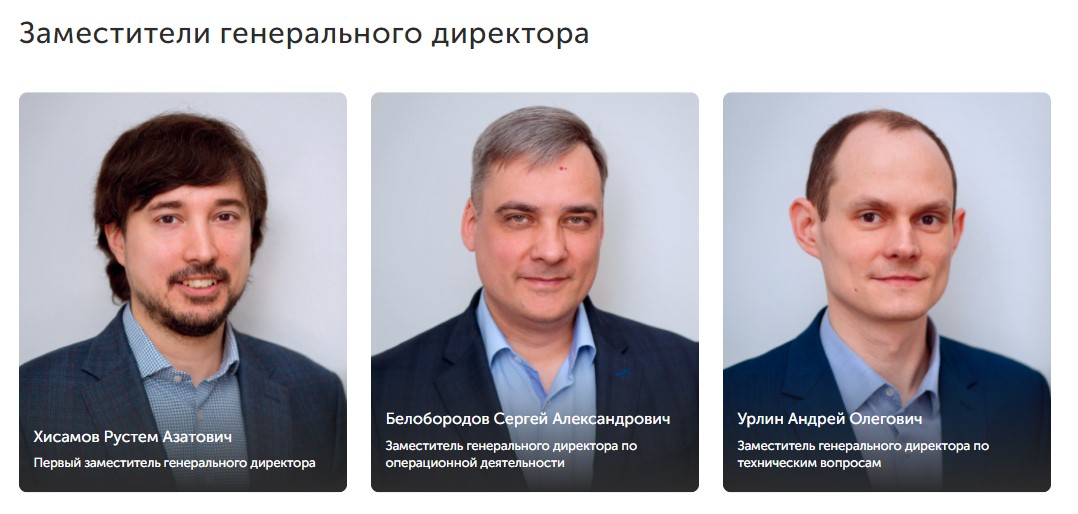 Заместители генерального директора
Хисамов Рустем Азатович
Первый заместитель генерального директора
Белобородов Сергей Александрович
Заместитель генерального директора по
операционной деятельности
Урлин Андрей Олегович
Заместитель генерального директора по
техническим вопросам